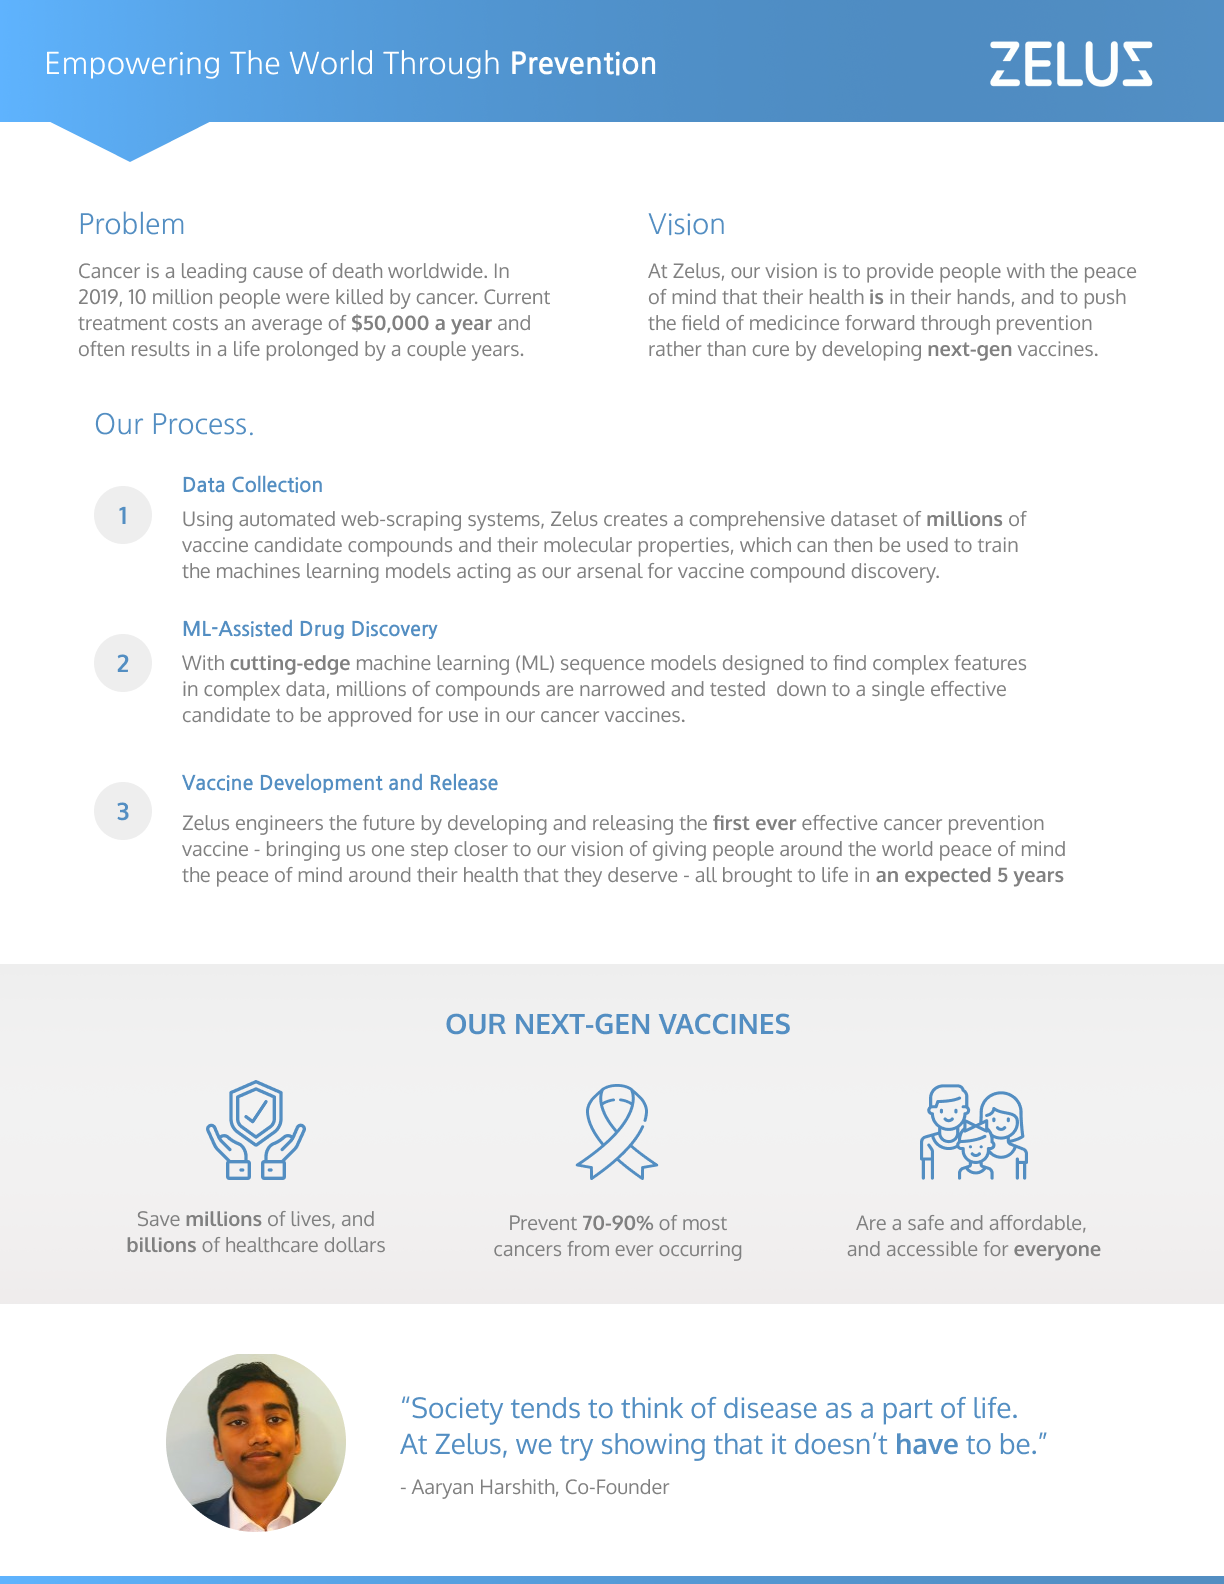 Empowering The World Through Prevention
ZELUS
Problem
Cancer is a leading cause of death worldwide. In
2019, 10 million people were killed by cancer. Current
treatment costs an average of $50,000 a year and
often results in a life prolonged by a couple years.
Vision
At Zelus, our vision is to provide people with the peace
of mind that their health is in their hands, and to push
the field of medicince forward through prevention
rather than cure by developing next-gen vaccines.
Our Process.
1
Data Collection
Using automated web-scraping systems, Zelus creates a comprehensive dataset of millions of
vaccine candidate compounds and their molecular properties, which can then be used to train
the machines learning models acting as our arsenal for vaccine compound discovery.
2
ML-Assisted Drug Discovery
With cutting-edge machine learning (ML) sequence models designed to find complex features
in complex data, millions of compounds are narrowed and tested  down to a single effective
candidate to be approved for use in our cancer vaccines.
3
Vaccine Development and Release
Zelus engineers the future by developing and releasing the first ever effective cancer prevention
vaccine - bringing us one step closer to our vision of giving people around the world peace of mind
the peace of mind around their health that they deserve - all brought to life in an expected 5 years
OUR NEXT-GEN VACCINES
Save millions of lives, and
billions of healthcare dollars
Prevent 70-90% of most
cancers from ever occurring
Are a safe and affordable,
and accessible for everyone
“Society tends to think of disease as a part of life.
At Zelus, we try showing that it doesn’t have to be.”
- Aaryan Harshith, Co-Founder